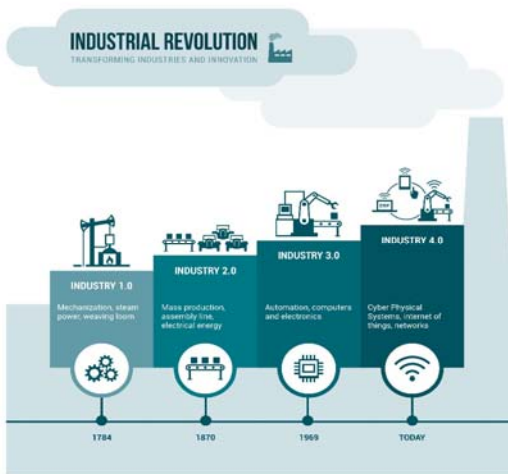 INDUSTRIAL REVOLUTION
TRANSFORMING INDUSTRIES AND INNOVATION
INDUSTRY 1.0
Mechanization, steam
power, weaving loom
INDUSTRY 2.0
Mass production,
assembly line,
electrical energy
INDUSTRY 3.0
Automation, computers
and electronics
INDUSTRY 4.0
Cyber Physical
Systems, internet of
things, networks
1784
1870
1969
TODAY